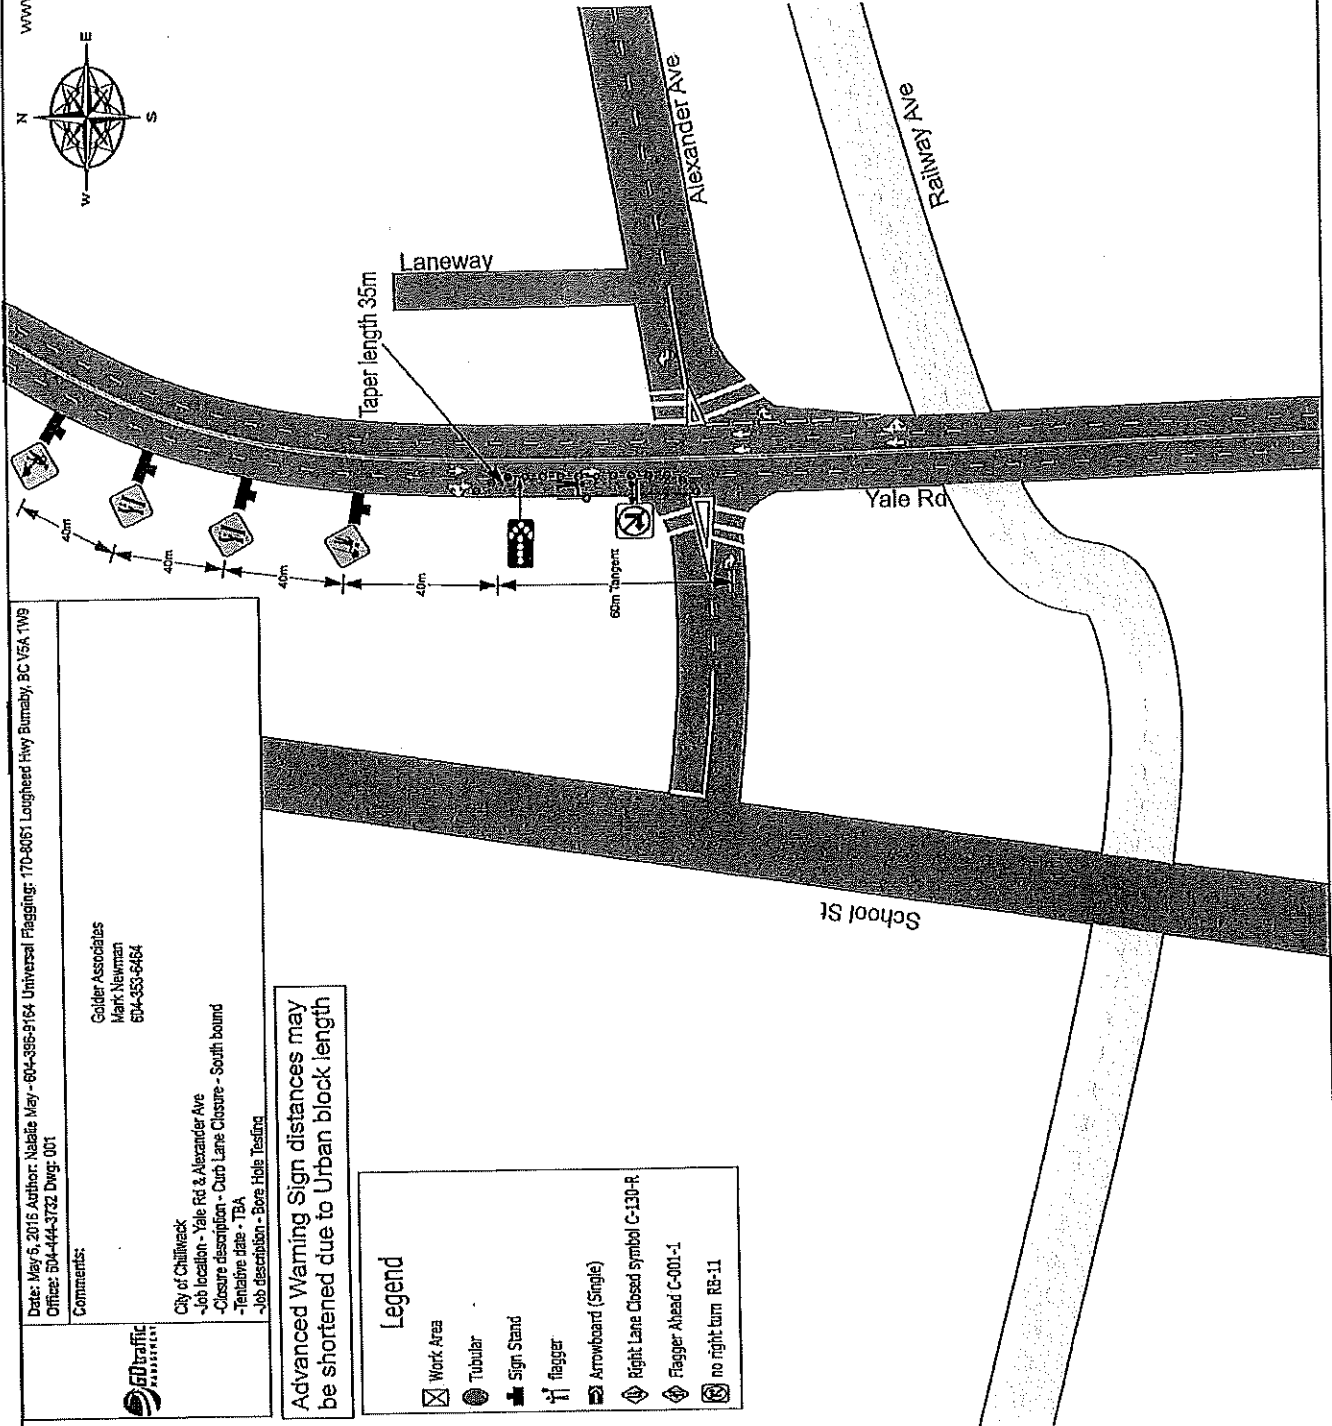 www
N
E
S
W
Date: May 6, 2016 Author: Natalie May - 604-396-9164 Universal Flagging: 170-8061 Lougheed Hwy Burnaby, BC V5A 1W9
Office: 604-444-3732 Dwg: 001
Comments:
Golder Associates
Mark Newman
604-353-6464
City of Chilliwack
-Job location - Yale Rd & Alexander Ave
-Closure description - Curb Lane Closure - South bound
-Tentative date - TBA
-Job description - Bore Hole Testing
GOtraffic
MANAGEMENT
Advanced Warning Sign distances may
be shortened due to Urban block length
Legend
Work Area
Tubular
Sign Stand
flagger
Arrowboard (Single)
Right Lane Closed symbol C-130-R
Flagger Ahead C-001-1
no right turn RB-11
40m
40m
40m
40m
60m Tangent
Taper length 35m
Laneway
Alexander Ave
Railway Ave
Yale Rd
School St